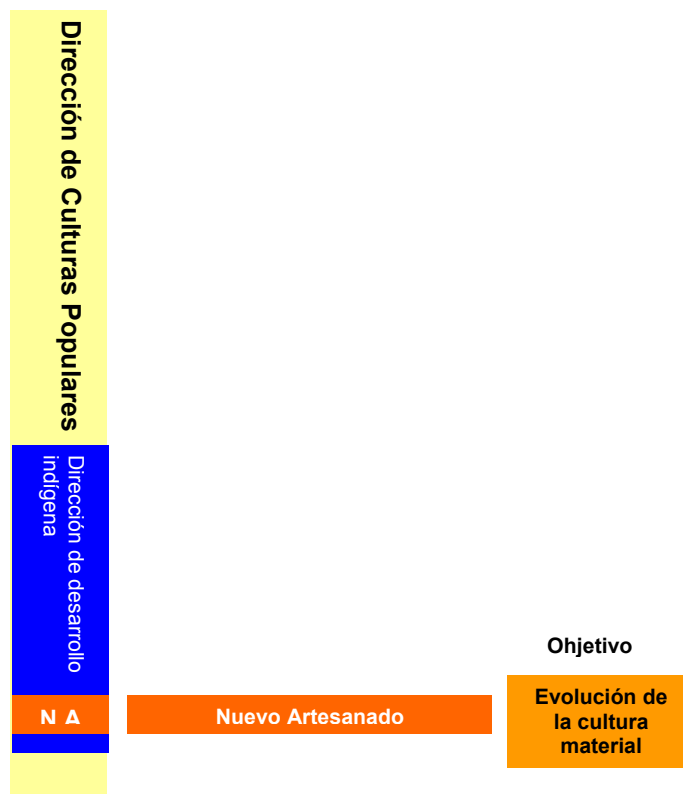 Dirección de Culturas Populares
Dirección de desarrollo
indígena
Ohjetivo
N A
Nuevo Artesanado
Evolución de
la cultura
material